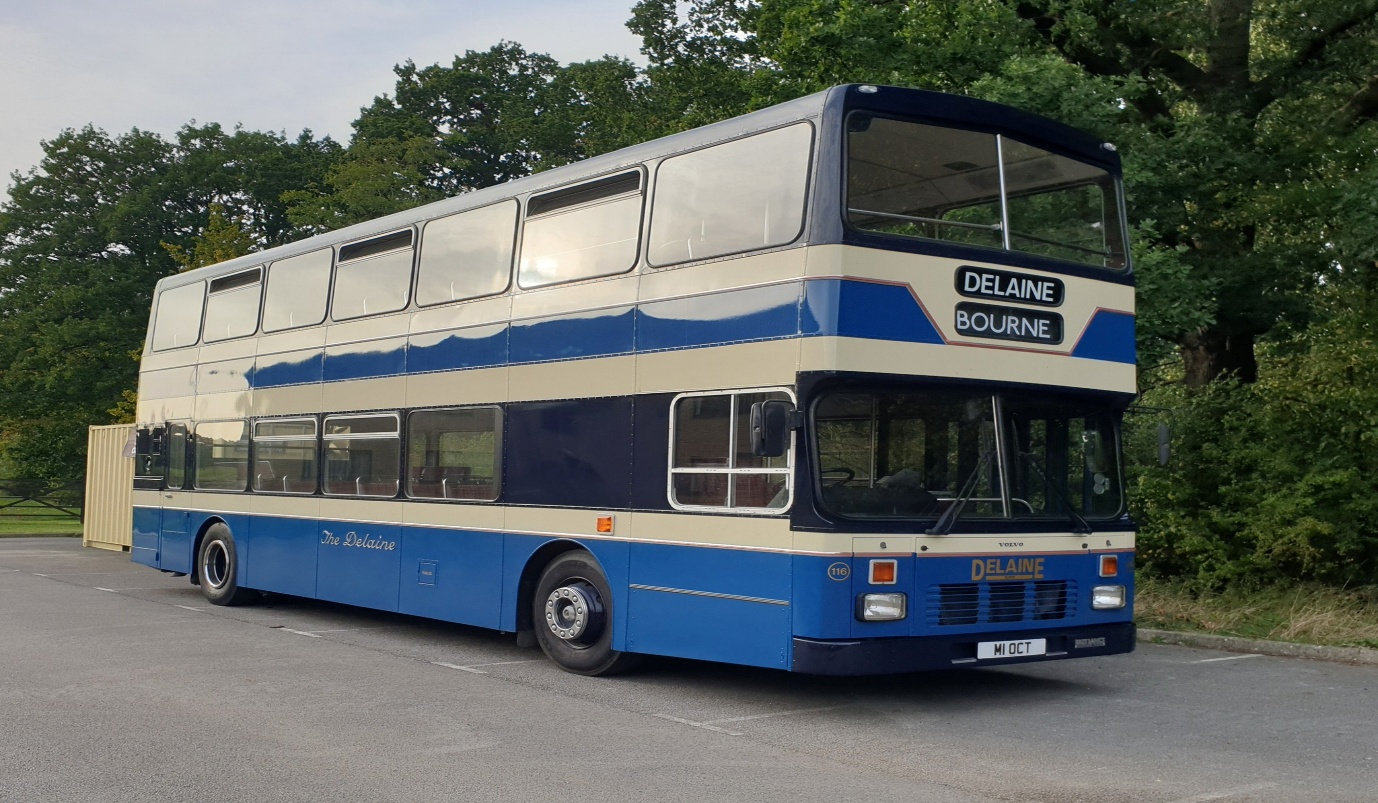 DELAINE
BOURNE
The Delaine
VOLVO
116
DELAINE
M1 OCT